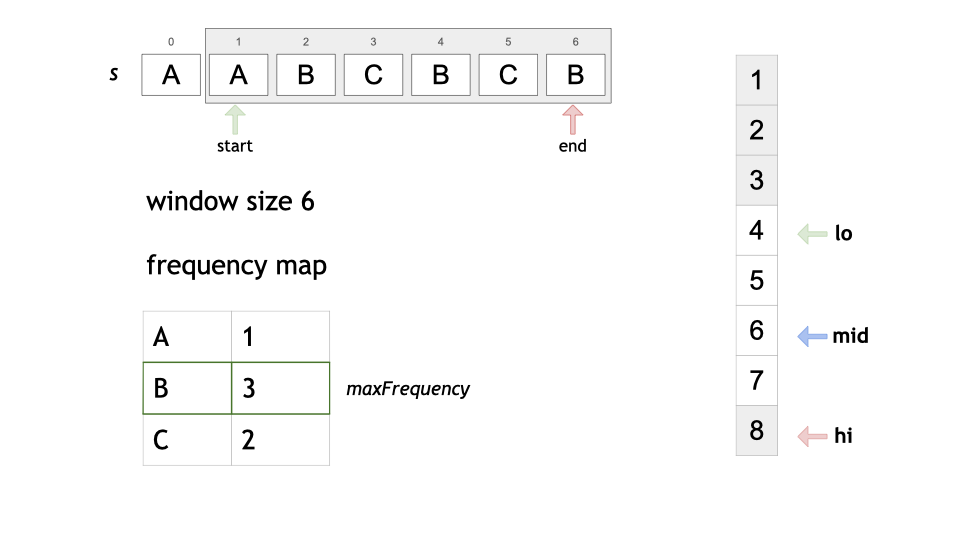 0 1 2 3 4 5 6
s A A B C B C B
start end
window size 6
frequency map
A 1
B 3 maxFrequency
C 2
1
2
3
4 lo
5
6 mid
7
8 hi